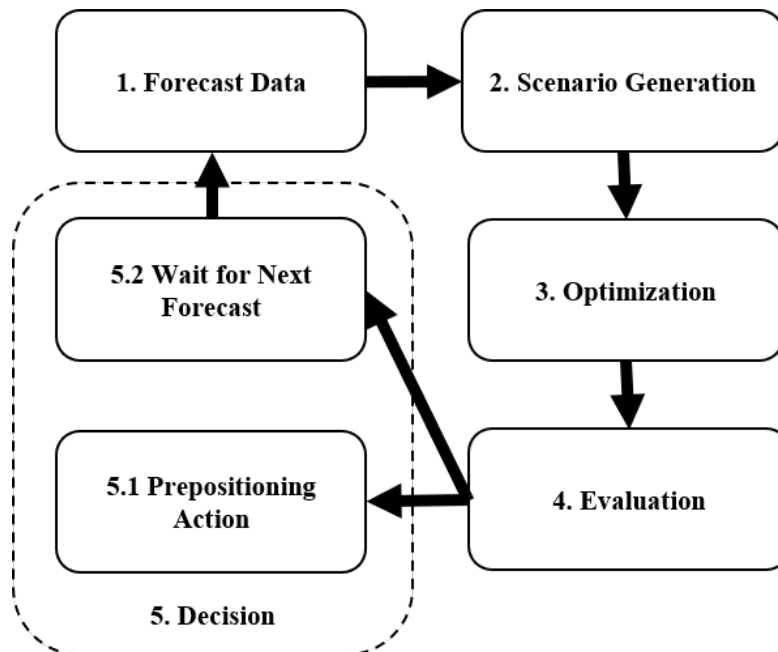 1. Forecast Data
2. Scenario Generation
5.2 Wait for Next
Forecast
3. Optimization
5.1 Prepositioning
Action
4. Evaluation
5. Decision